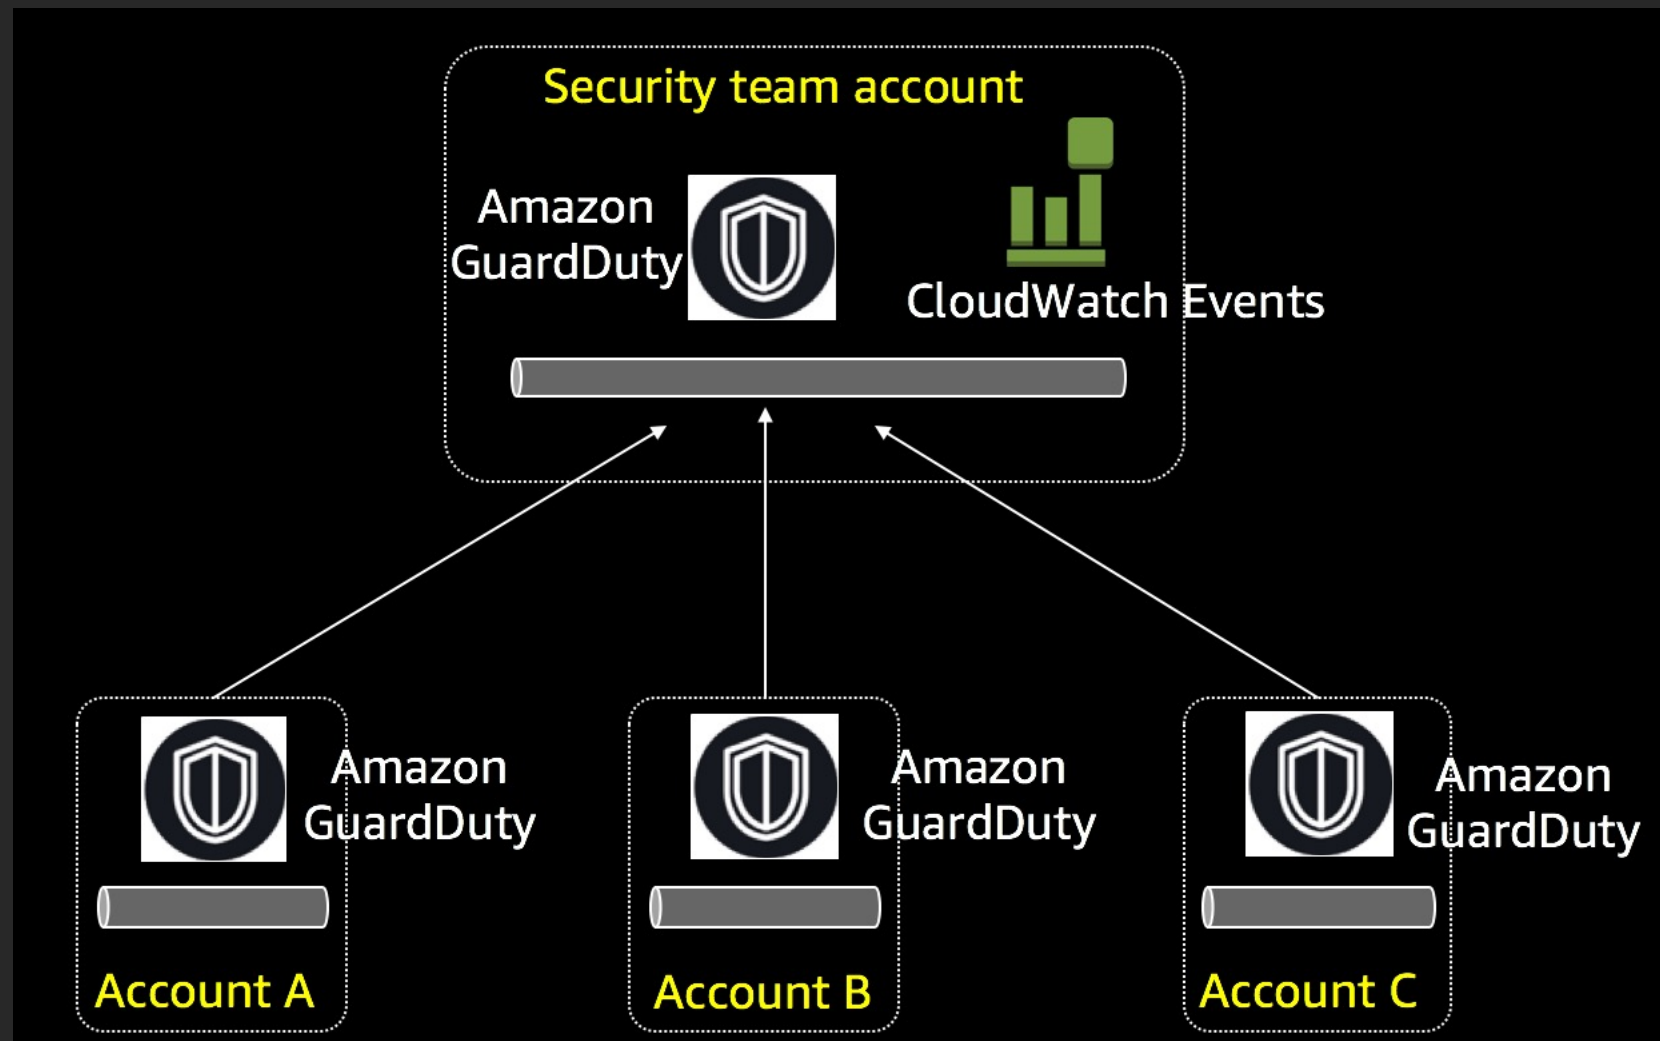 Security team account
Amazon
GuardDuty
CloudWatch Events
Amazon
GuardDuty
Amazon
GuardDuty
Amazon
GuardDuty
Account A
Account B
Account C